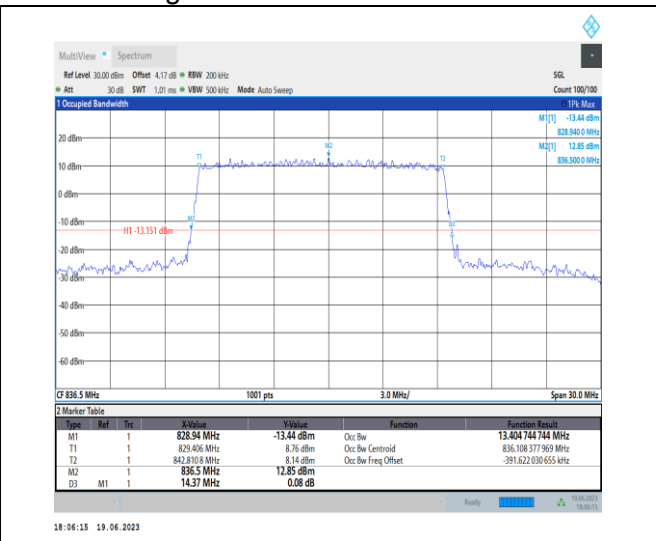 MultiView Spectrum
Ref Level 30.00 dBm Offset 4.17 dB RBW 200 kHz SGL
Att 30 dB SWT 1.01 ms VBW 500 kHz Mode Auto Sweep Count 100/100
1 Occupied Bandwidth 1Pk Max
M1[1] -13.44 dBm
828.940 0 MHz
M2[1] 12.85 dBm
836.500 0 MHz
20 dBm
M2
T1 T2
10 dBm
0 dBm
-10 dBm
M1
H1 -13.151 dBm
-20 dBm
-30 dBm
-40 dBm
-50 dBm
-60 dBm
CF 836.5 MHz 1001 pts 3.0 MHz/ Span 30.0 MHz
2 Marker Table
Type Ref Trc X-Value Y-Value Function Function Result
M1 1 828.94 MHz -13.44 dBm Occ Bw 13.404 744 744 MHz
T1 1 829.406 MHz 8.76 dBm Occ Bw Centroid 836.108 377 969 MHz
T2 1 842.810 8 MHz 8.14 dBm Occ Bw Freq Offset -391.622 030 655 kHz
M2 1 836.5 MHz 12.85 dBm
D3 M1 1 14.37 MHz 0.08 dB
Ready 19.06.2023
18:06:15
18:06:15 19.06.2023